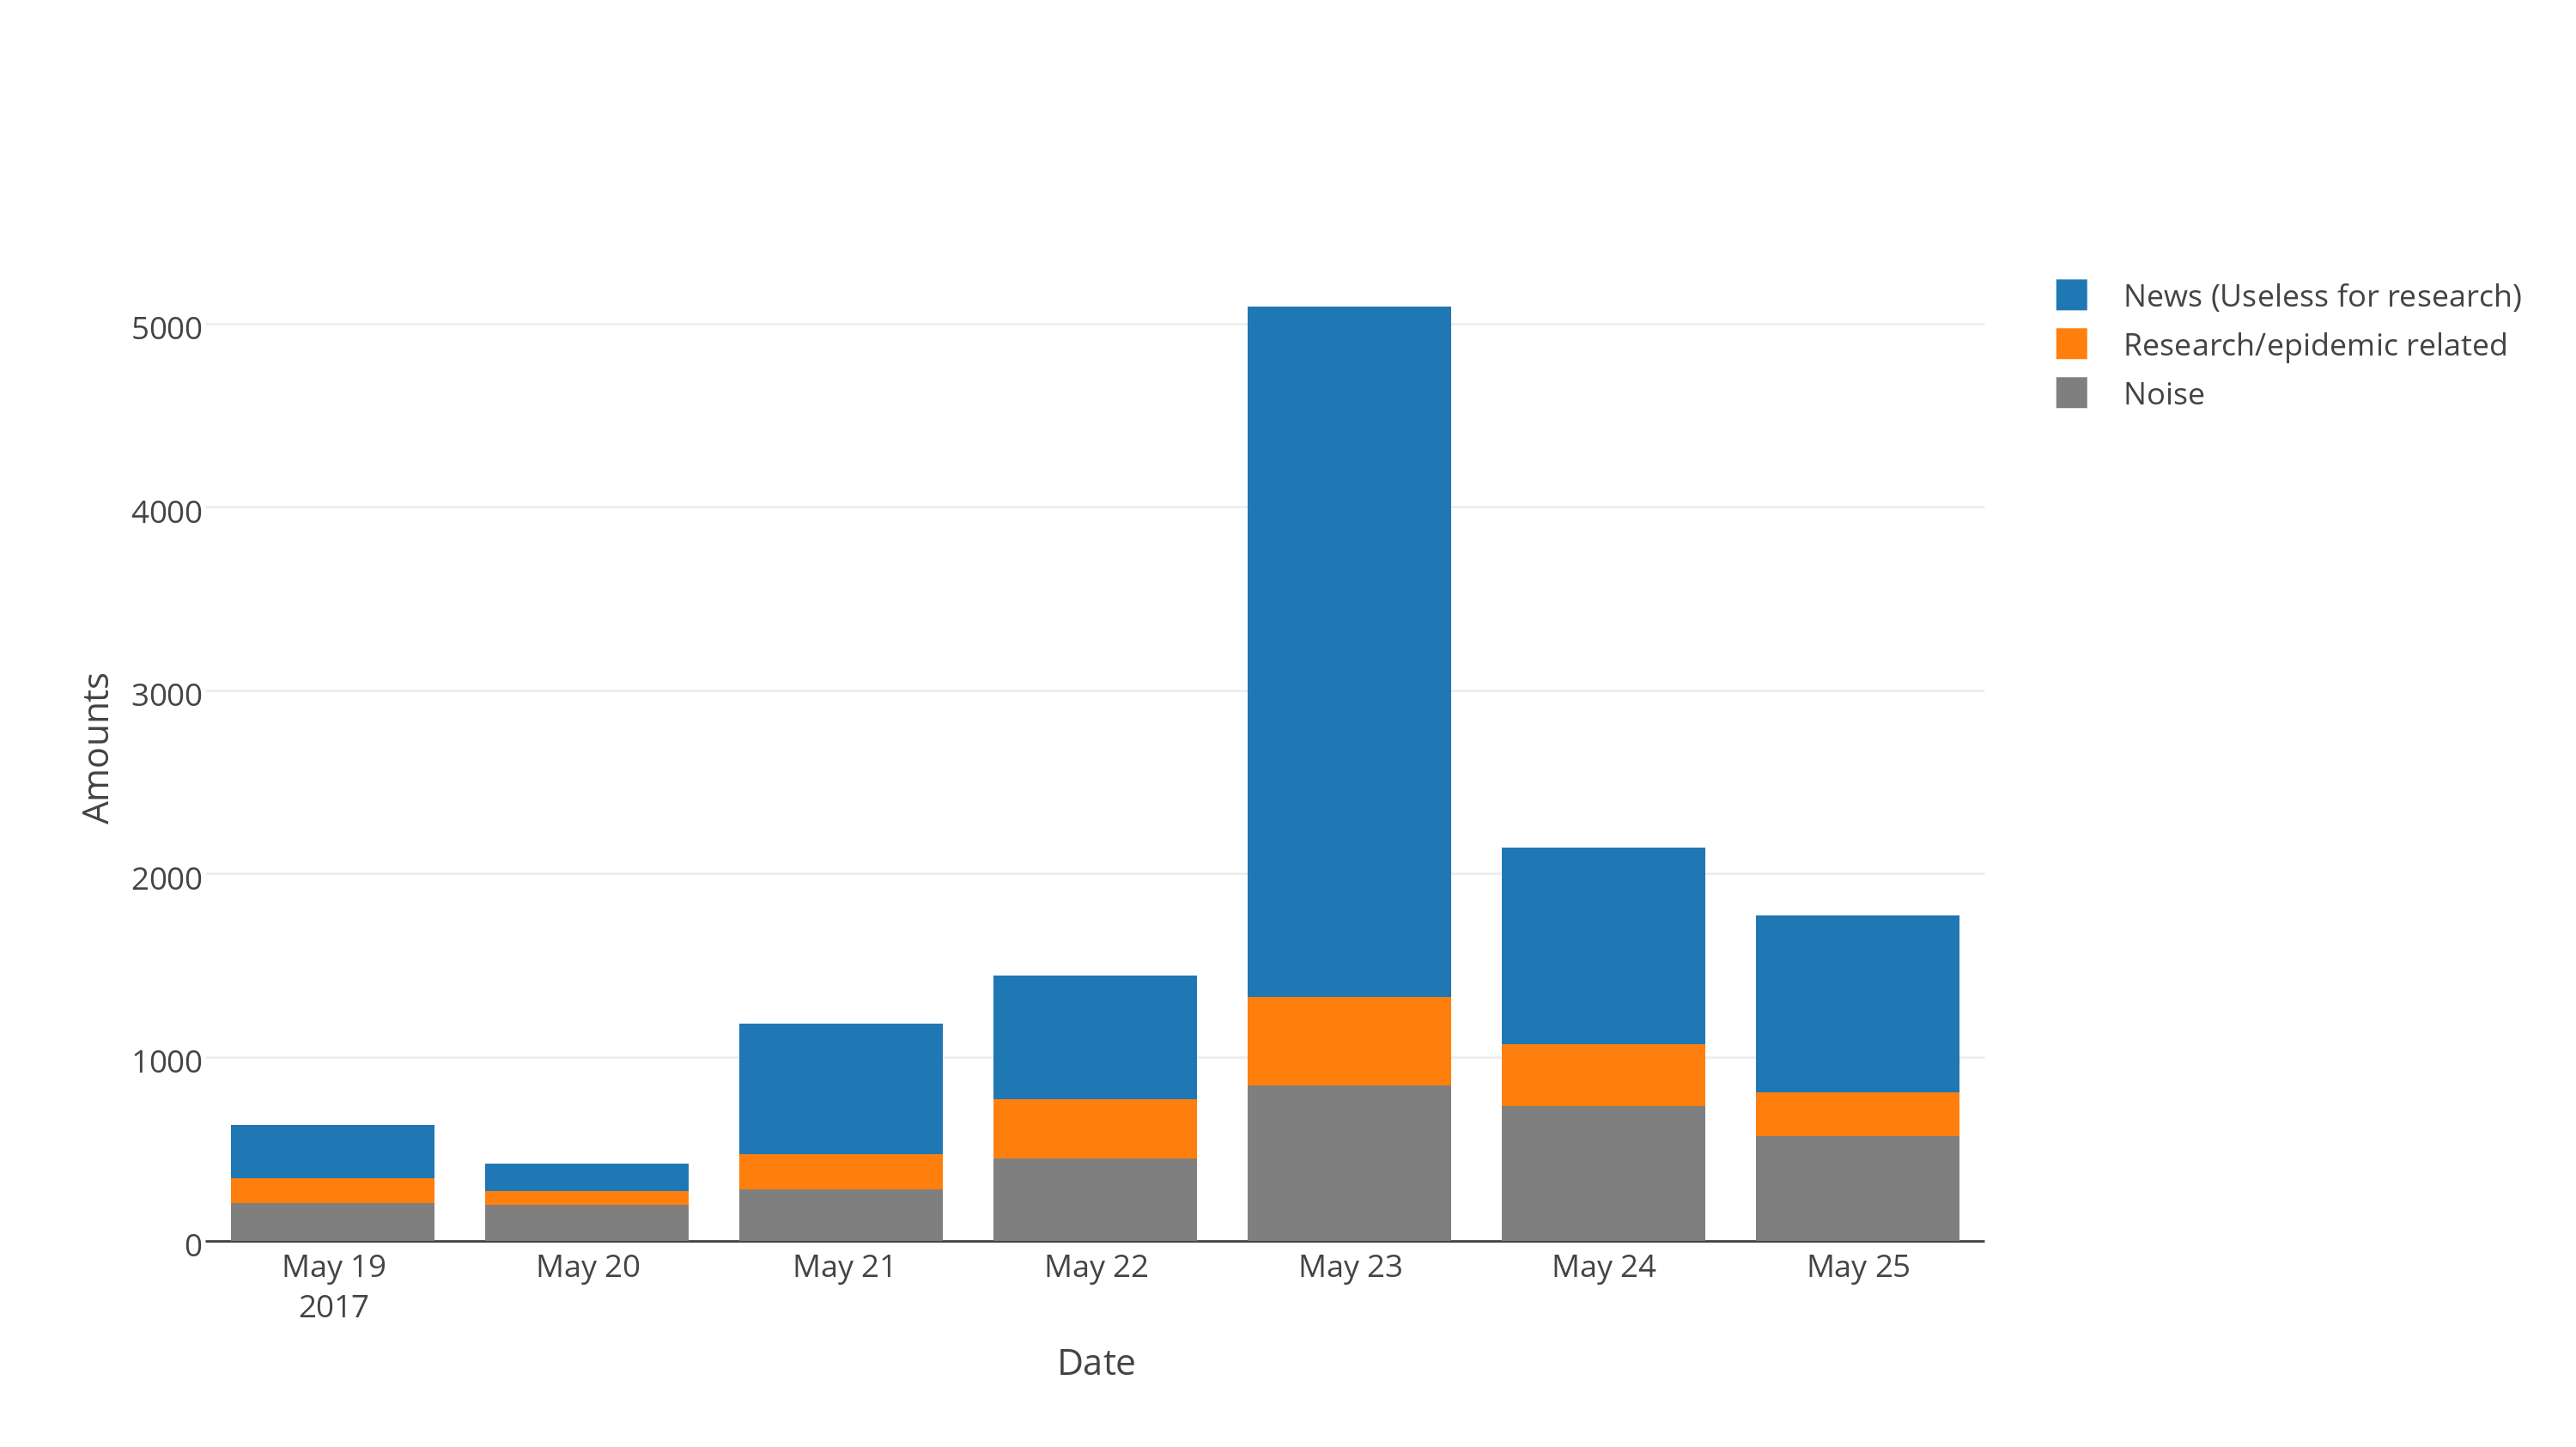 5000
4000
3000
2000
1000
0
Amounts
May 19
2017
May 20
May 21
May 22
May 23
May 24
May 25
Date
News (Useless for research)
Research/epidemic related
Noise